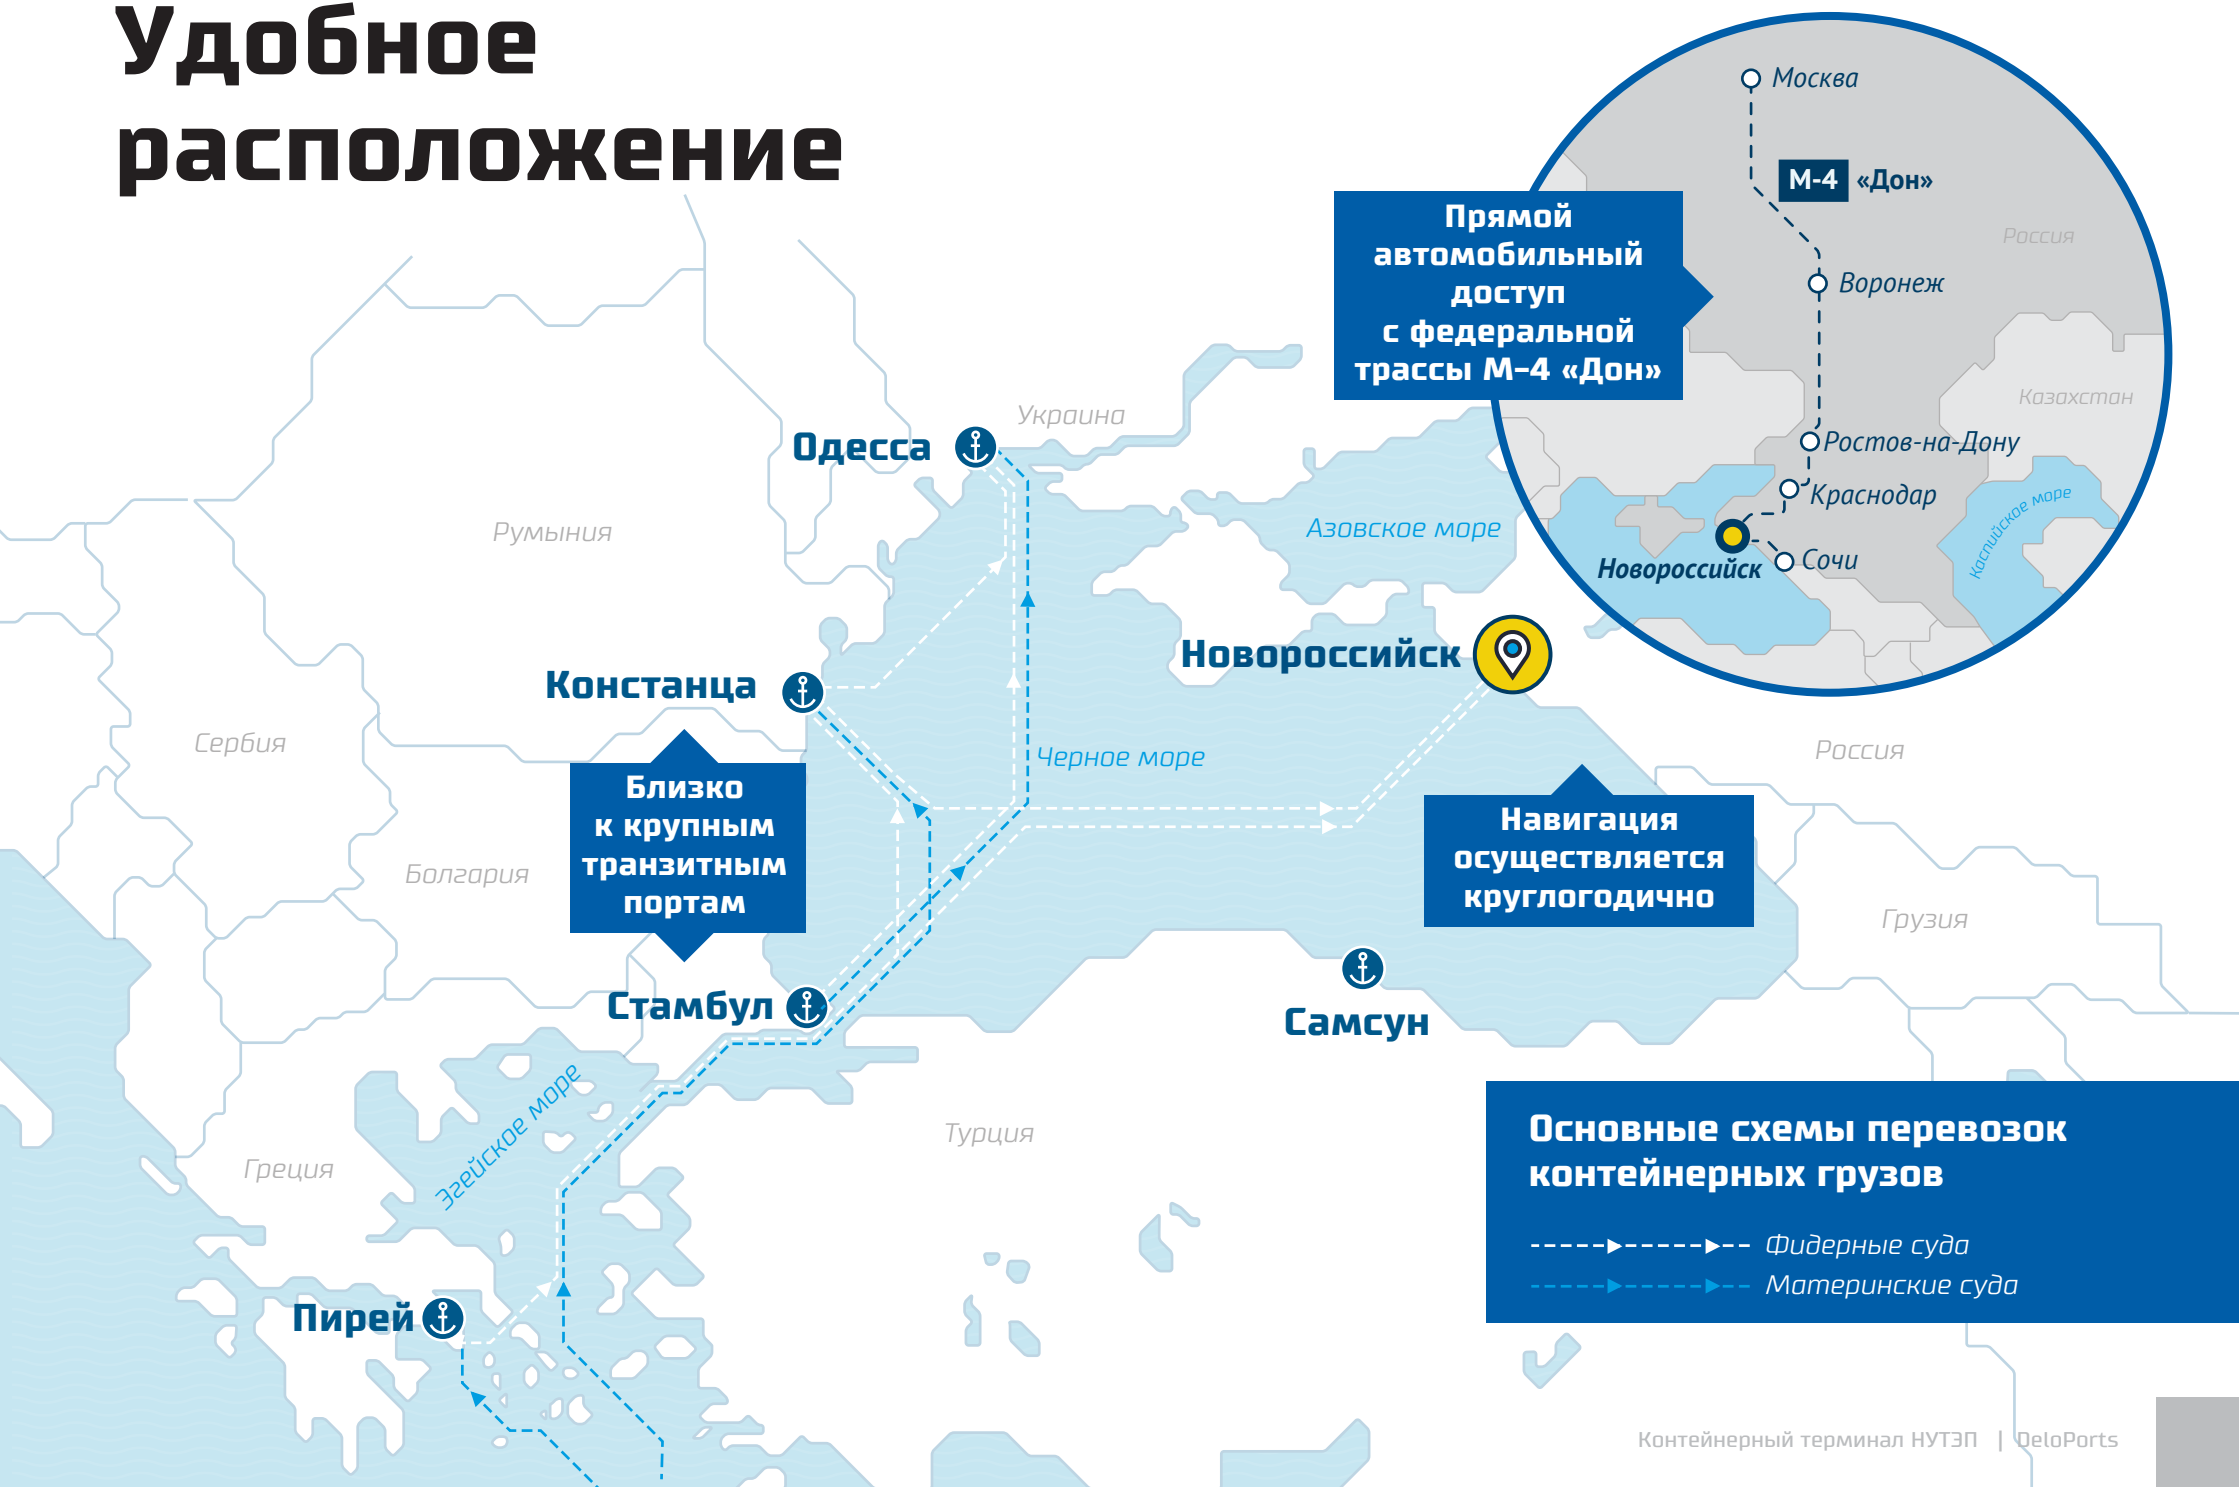 Удобное
расположение
Москва
М-4 «Дон»
Россия
Воронеж
Казахстан
Ростов-на-Дону
Краснодар
Каспийское море
Сочи
Новороссийск
Прямой
автомобильный
доступ
с федеральной
трассы М-4 «Дон»
Украина
Одесса
Румыния
Азовское море
Новороссийск
Констанца
Сербия
Черное море
Россия
Близко
к крупным
транзитным
портам
Навигация
осуществляется
круглогодично
Болгария
Грузия
Стамбул
Самсун
Эгейское море
Турция
Греция
Пирей
Основные схемы перевозок
контейнерных грузов
Фидерные суда
Материнские суда
Контейнерный терминал НУТЭП | DeloPorts